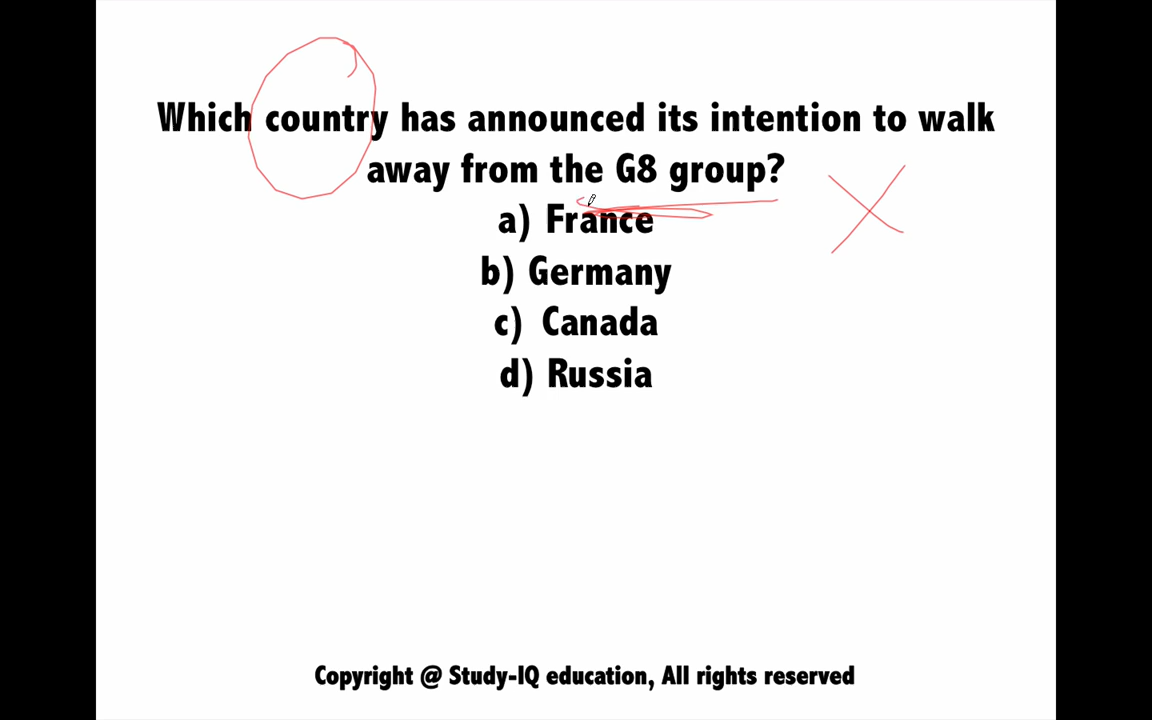 Which country has announced its intention to walk
away from the G8 group?
a) France
b) Germany
c) Canada
d) Russia
Copyright @ Study-IQ education, All rights reserved